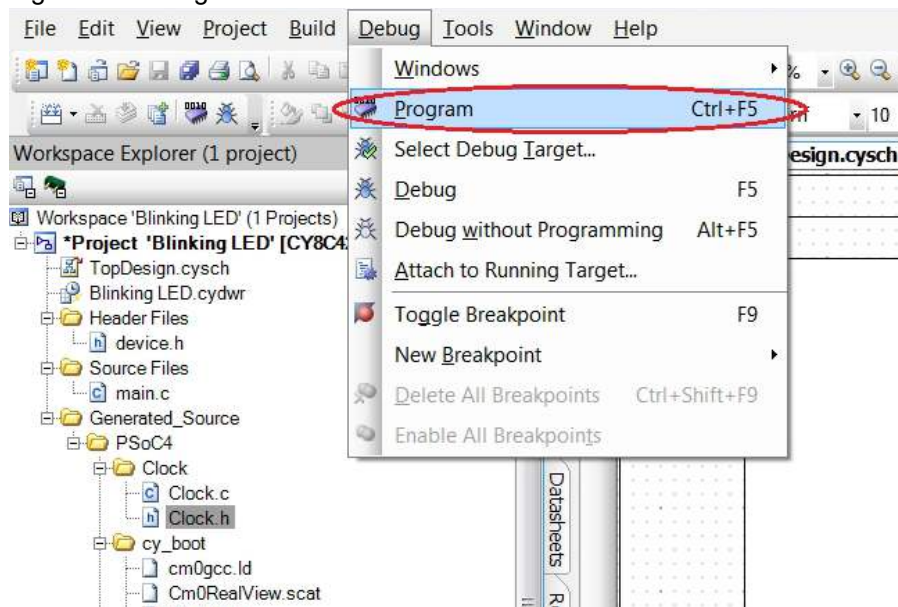 File Edit View Project Build Debug Tools Window Help
Windows
%
Program Ctrl+F5
10
Workspace Explorer (1 project)
Select Debug Target...
esign.cysch
Debug F5
Workspace 'Blinking LED' (1 Projects)
Debug without Programming Alt+F5
*Project 'Blinking LED' [CY8C4
TopDesign.cysch
Attach to Running Target...
Blinking LED.cydwr
Header Files
Toggle Breakpoint F9
device.h
New Breakpoint
Source Files
main.c
Delete All Breakpoints Ctrl+Shift+F9
Generated_Source
Enable All Breakpoints
PSoC4
Clock
Clock.c
Clock.h
cy_boot
cm0gcc.ld
Cm0RealView.scat
Datasheets